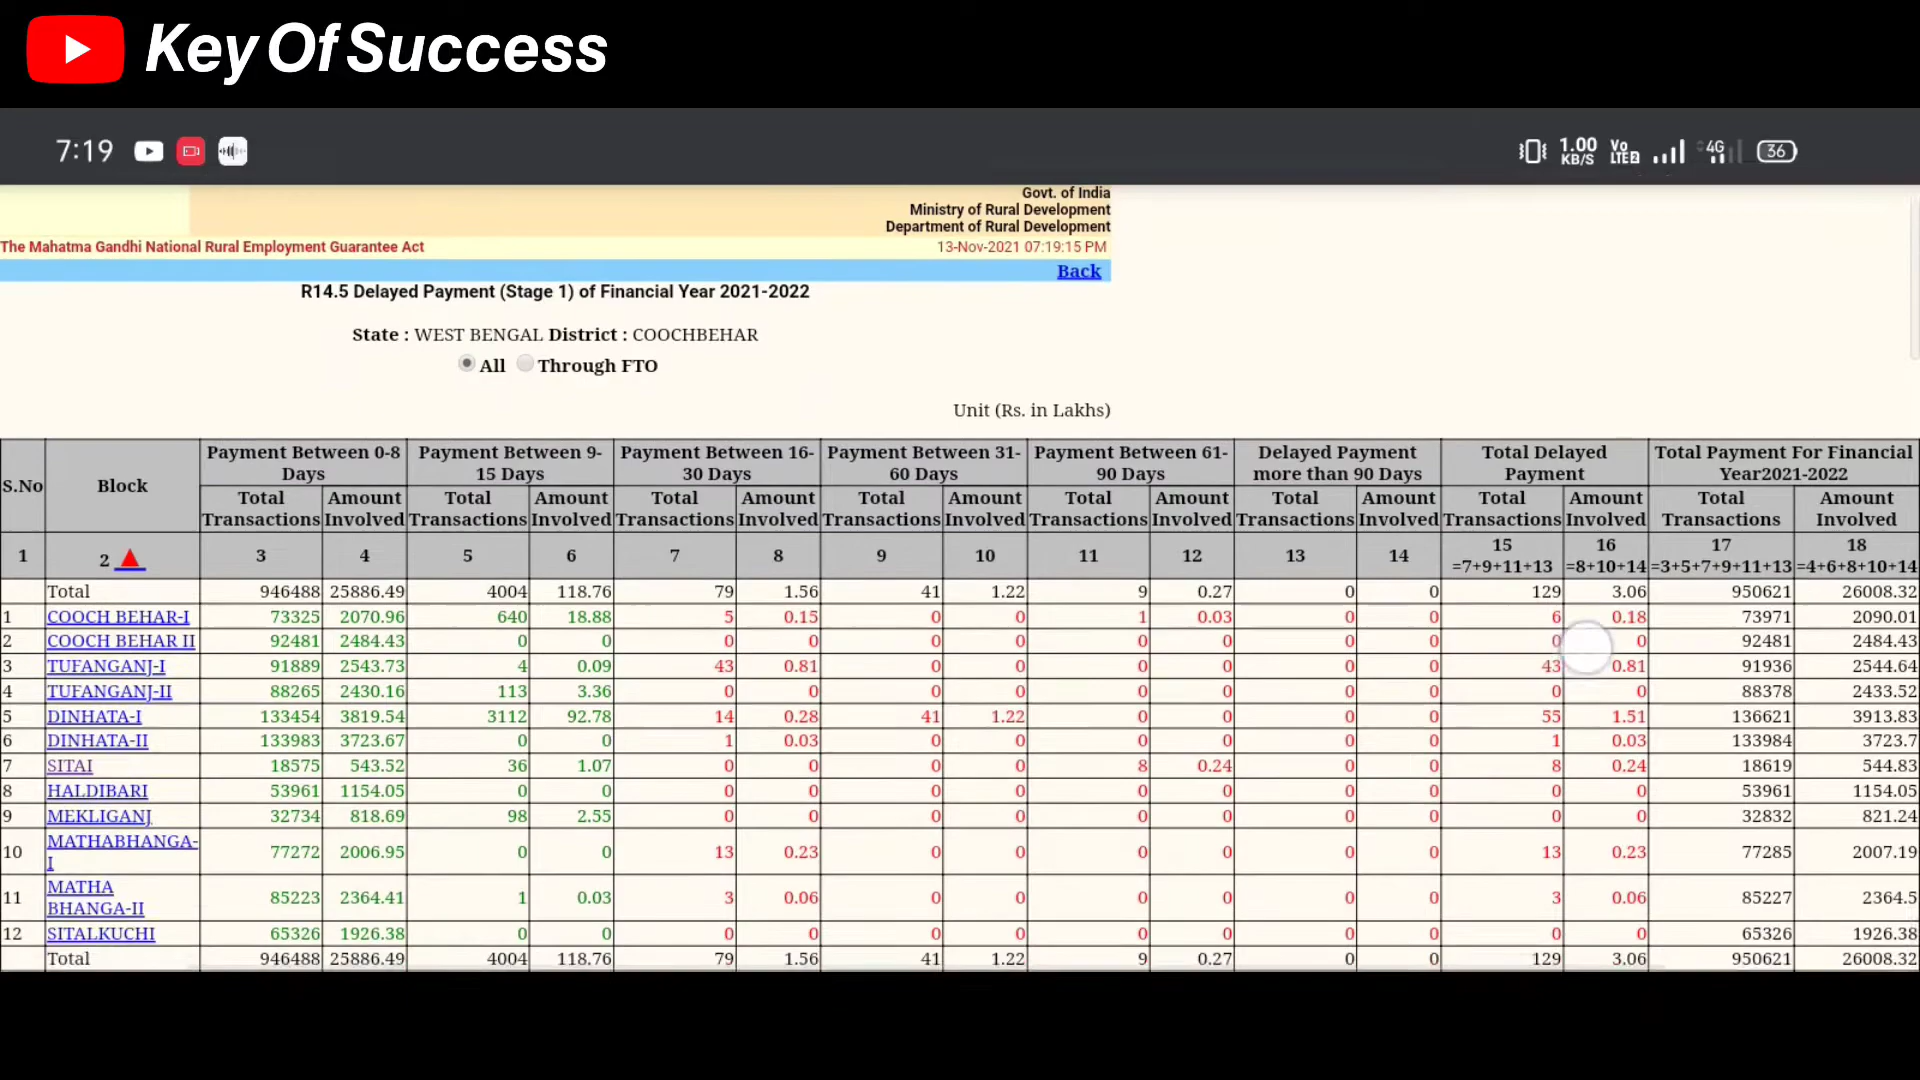 Key Of Success
7:19 1.00 KB/S Vo LTE2 4G 36
Govt. of India
Ministry of Rural Development
Department of Rural Development
The Mahatma Gandhi National Rural Employment Guarantee Act 13-Nov-2021 07:19:15 PM
Back
R14.5 Delayed Payment (Stage 1) of Financial Year 2021-2022
State : WEST BENGAL District : COOCHBEHAR
All Through FTO
Unit (Rs. in Lakhs)
S.No Block Payment Between 0-8 Days Payment Between 9-15 Days Payment Between 16-30 Days Payment Between 31-60 Days Payment Between 61-90 Days Delayed Payment more than 90 Days Total Delayed Payment Total Payment For Financial Year2021-2022
Total Transactions Amount Involved Total Transactions Amount Involved Total Transactions Amount Involved Total Transactions Amount Involved Total Transactions Amount Involved Total Transactions Amount Involved Total Transactions Amount Involved Total Transactions Amount Involved
1 2 3 4 5 6 7 8 9 10 11 12 13 14 15 =7+9+11+13 16 =8+10+14 17 =3+5+7+9+11+13 18 =4+6+8+10+14
Total 946488 25886.49 4004 118.76 79 1.56 41 1.22 9 0.27 0 0 129 3.06 950621 26008.32
1 COOCH BEHAR-I 73325 2070.96 640 18.88 5 0.15 0 0 1 0.03 0 0 6 0.18 73971 2090.01
2 COOCH BEHAR II 92481 2484.43 0 0 0 0 0 0 0 0 0 0 0 0 92481 2484.43
3 TUFANGANJ-I 91889 2543.73 4 0.09 43 0.81 0 0 0 0 0 0 43 0.81 91936 2544.64
4 TUFANGANJ-II 88265 2430.16 113 3.36 0 0 0 0 0 0 0 0 0 0 88378 2433.52
5 DINHATA-I 133454 3819.54 3112 92.78 14 0.28 41 1.22 0 0 0 0 55 1.51 136621 3913.83
6 DINHATA-II 133983 3723.67 0 0 1 0.03 0 0 0 0 0 0 1 0.03 133984 3723.7
7 SITAI 18575 543.52 36 1.07 0 0 0 0 8 0.24 0 0 8 0.24 18619 544.83
8 HALDIBARI 53961 1154.05 0 0 0 0 0 0 0 0 0 0 0 0 53961 1154.05
9 MEKLIGANJ 32734 818.69 98 2.55 0 0 0 0 0 0 0 0 0 0 32832 821.24
10 MATHABHANGA-I 77272 2006.95 0 0 13 0.23 0 0 0 0 0 0 13 0.23 77285 2007.19
11 MATHA BHANGA-II 85223 2364.41 1 0.03 3 0.06 0 0 0 0 0 0 3 0.06 85227 2364.5
12 SITALKUCHI 65326 1926.38 0 0 0 0 0 0 0 0 0 0 0 0 65326 1926.38
Total 946488 25886.49 4004 118.76 79 1.56 41 1.22 9 0.27 0 0 129 3.06 950621 26008.32